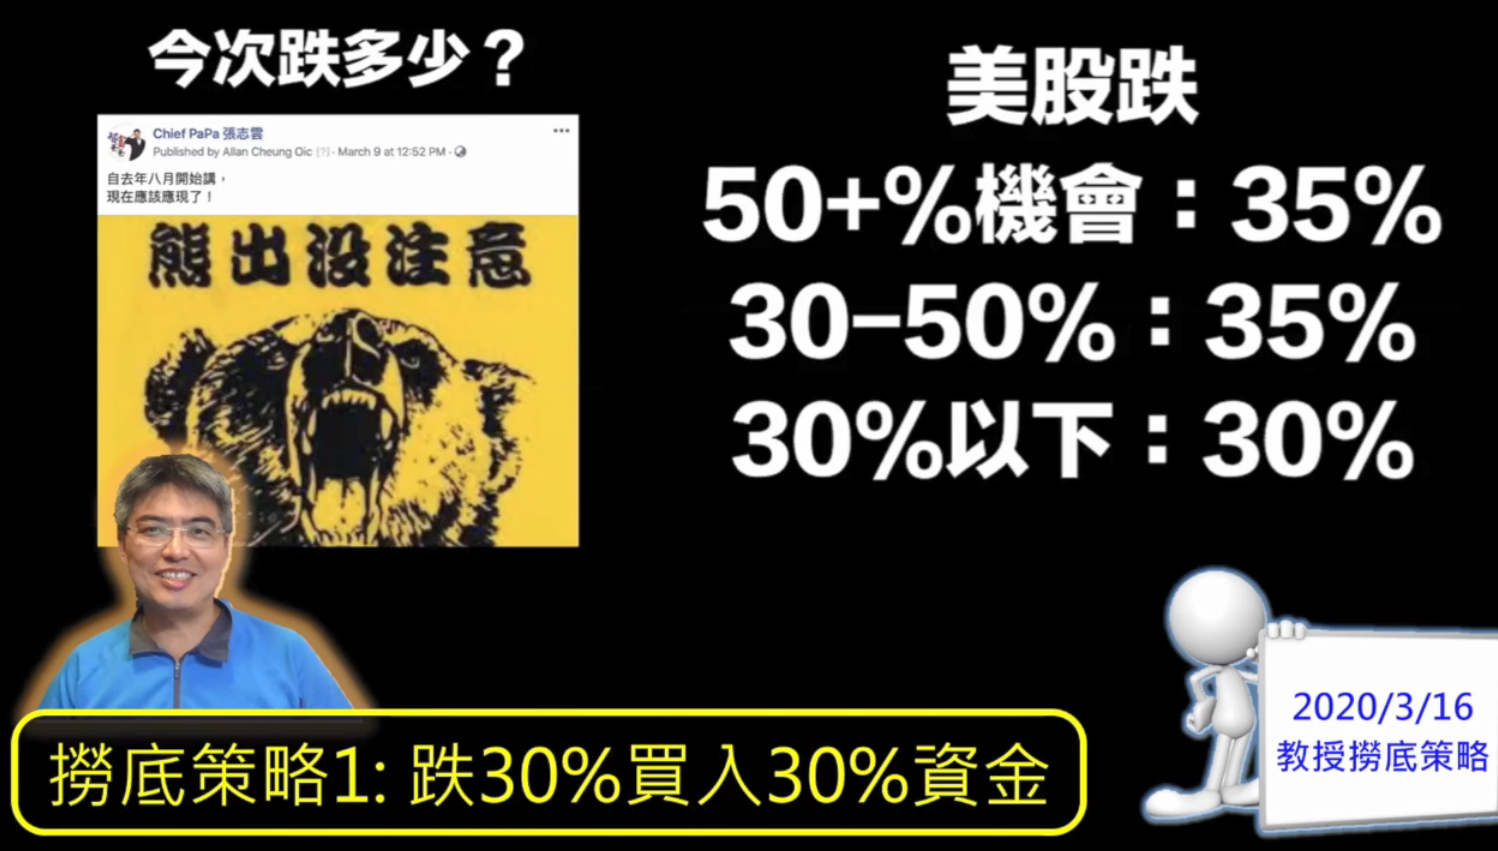 今次跌多少？
Chief PaPa 張志雲
Published by Allan Cheung Oic [?] · March 9 at 12:52 PM ·
自去年八月開始講，
現在應該應現了！
熊出没注意
美股跌
50+%機會：35%
30-50%：35%
30%以下：30%
撈底策略1: 跌30%買入30%資金
2020/3/16
教授撈底策略